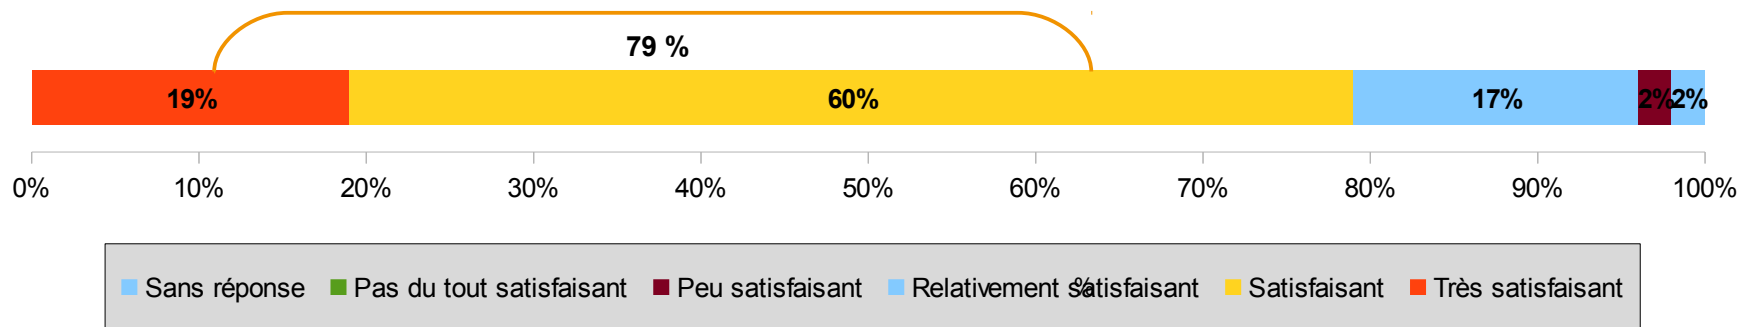 79 %
19% 60% 17% 2% 2%
0% 10% 20% 30% 40% 50% 60% 70% 80% 90% 100%
Sans réponse Pas du tout satisfaisant Peu satisfaisant Relativement satisfaisant Satisfaisant Très satisfaisant
%